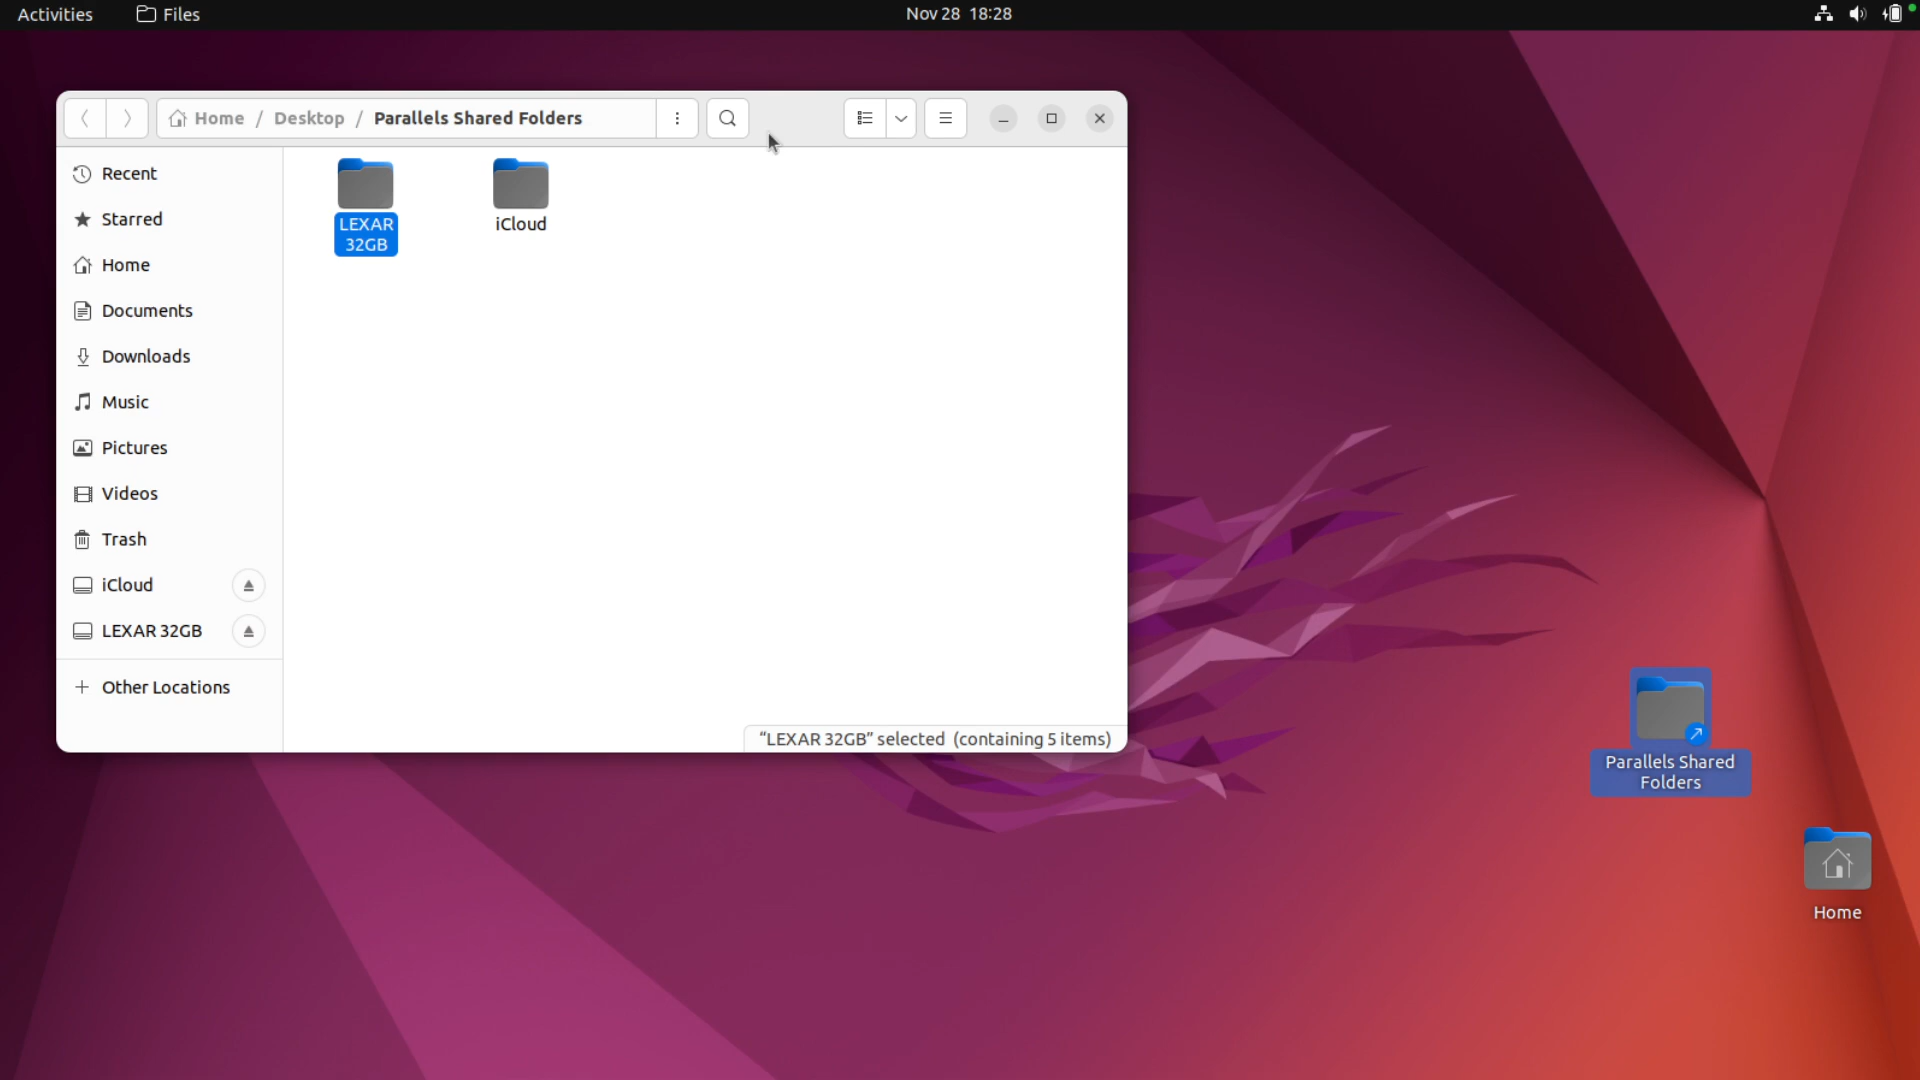 Activities Files Nov 28 18:28
Home / Desktop / Parallels Shared Folders
Recent
Starred
Home
Documents
Downloads
Music
Pictures
Videos
Trash
iCloud
LEXAR 32GB
+ Other Locations
LEXAR
32GB
iCloud
“LEXAR 32GB” selected (containing 5 items)
Parallels Shared
Folders
Home